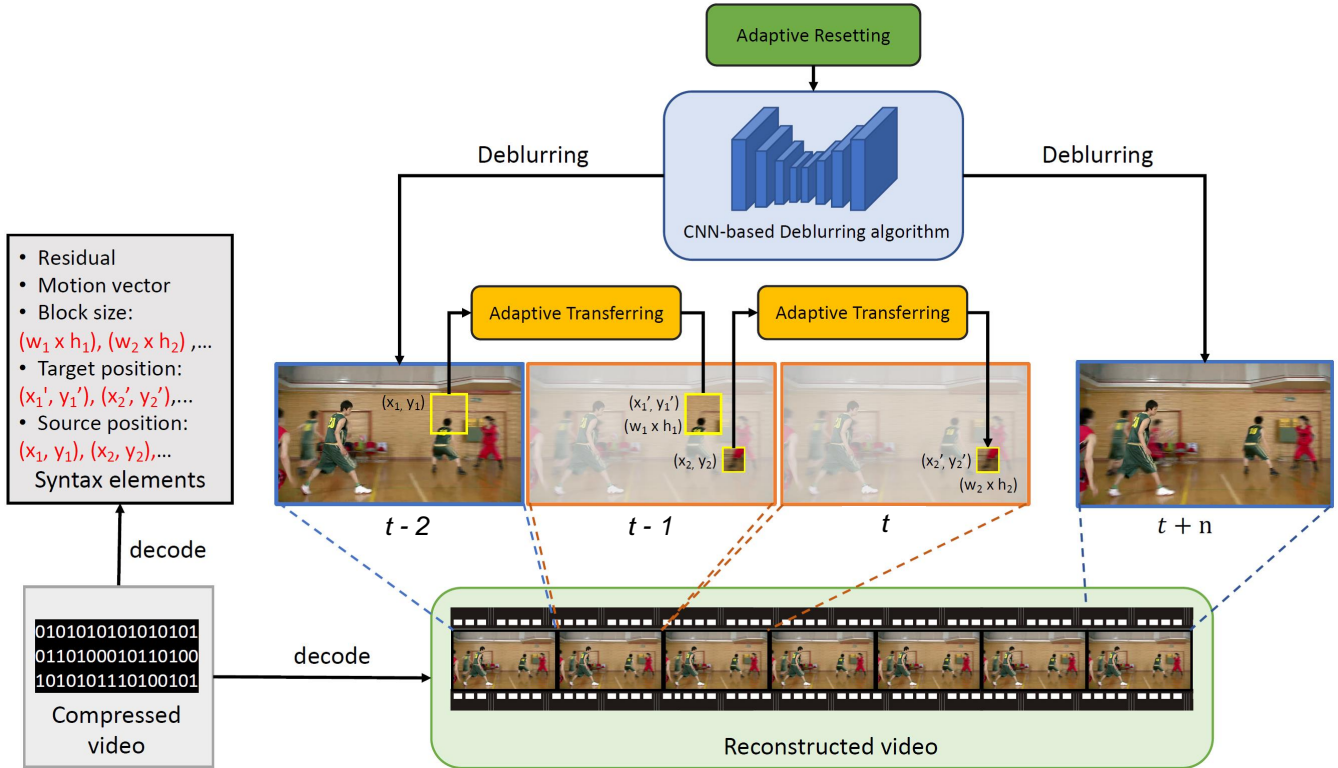 Adaptive Resetting
Deblurring
Deblurring
CNN-based Deblurring algorithm
• Residual
• Motion vector
• Block size:
(w₁ x h₁), (w₂ x h₂) ,...
• Target position:
(x₁', y₁'), (x₂', y₂'),...
• Source position:
(x₁, y₁), (x₂, y₂),...
Syntax elements
Adaptive Transferring
Adaptive Transferring
(x₁, y₁)
(x₁', y₁')
(w₁ x h₁)
(x₂, y₂)
(x₂', y₂')
(w₂ x h₂)
t - 2
t - 1
t
t + n
decode
0101010101010101
0110100010110100
1010101110100101
Compressed
video
decode
Reconstructed video